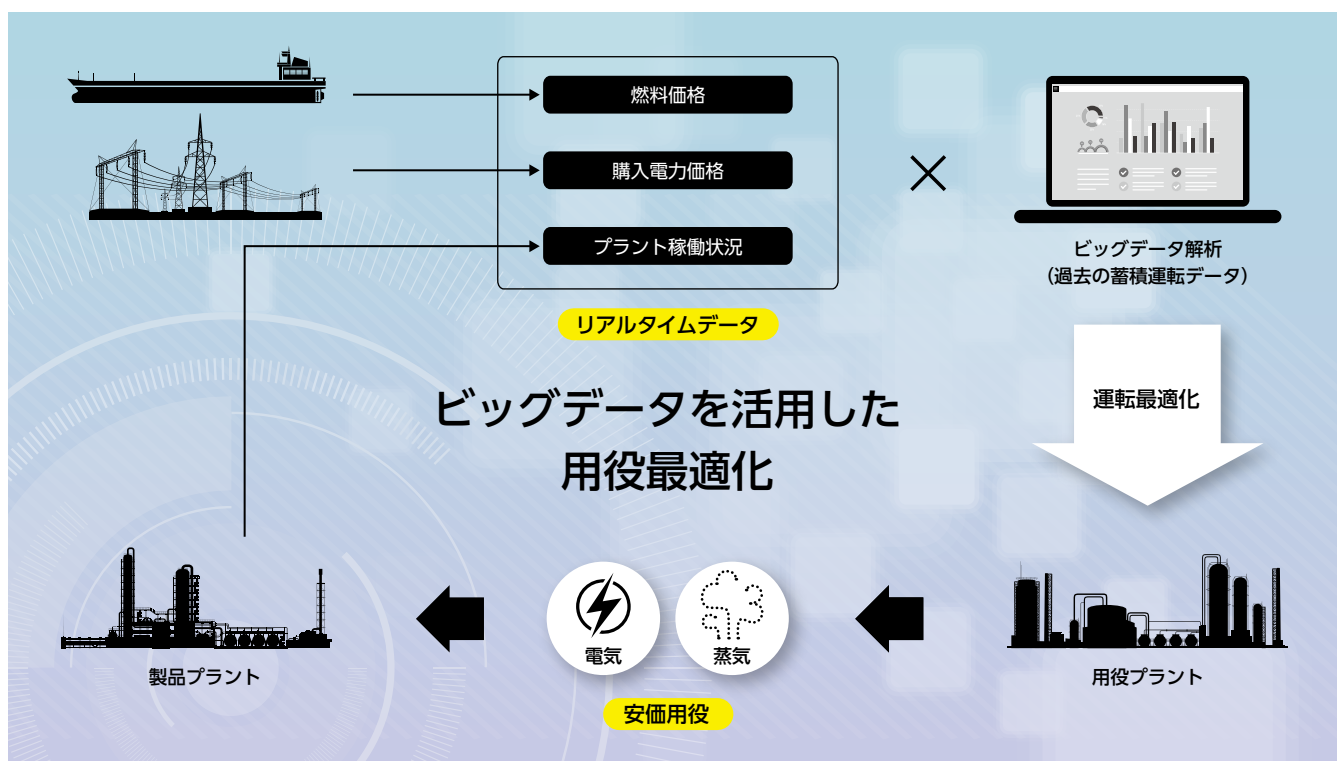 燃料価格
購入電力価格
プラント稼働状況
リアルタイムデータ
×
ビッグデータ解析
（過去の蓄積運転データ）
運転最適化
ビッグデータを活用した
用役最適化
製品プラント
電気
蒸気
安価用役
用役プラント